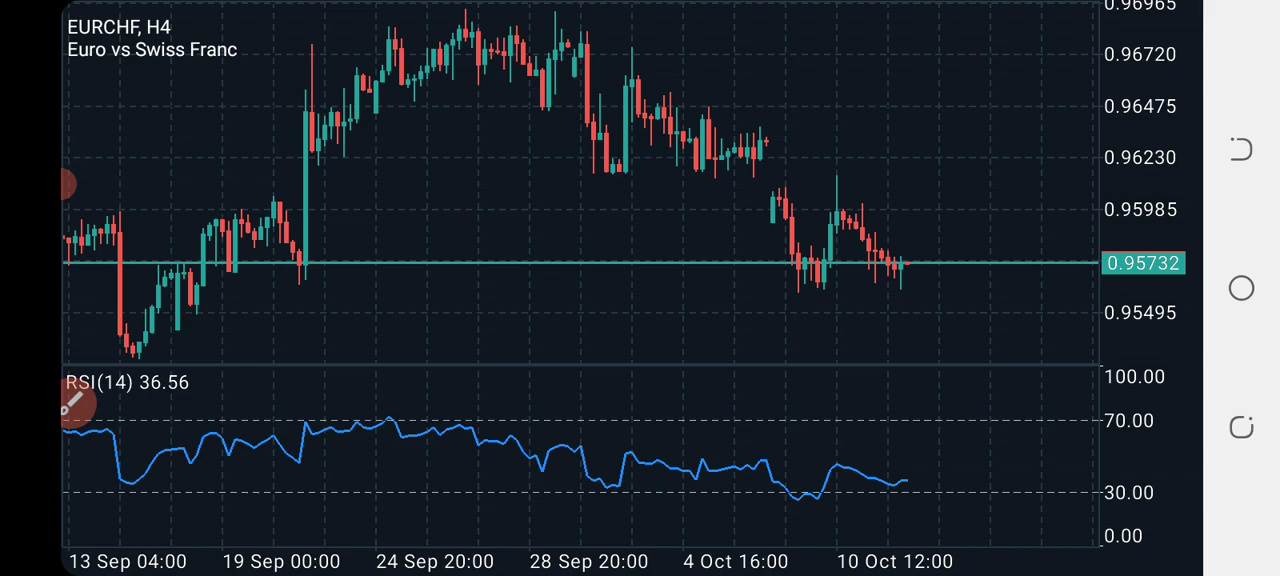 EURCHF, H4
Euro vs Swiss Franc
0.96965
0.96720
0.96475
0.96230
0.95985
0.95732
0.95495
RSI(14) 36.56
100.00
70.00
30.00
0.00
13 Sep 04:00 19 Sep 00:00 24 Sep 20:00 28 Sep 20:00 4 Oct 16:00 10 Oct 12:00